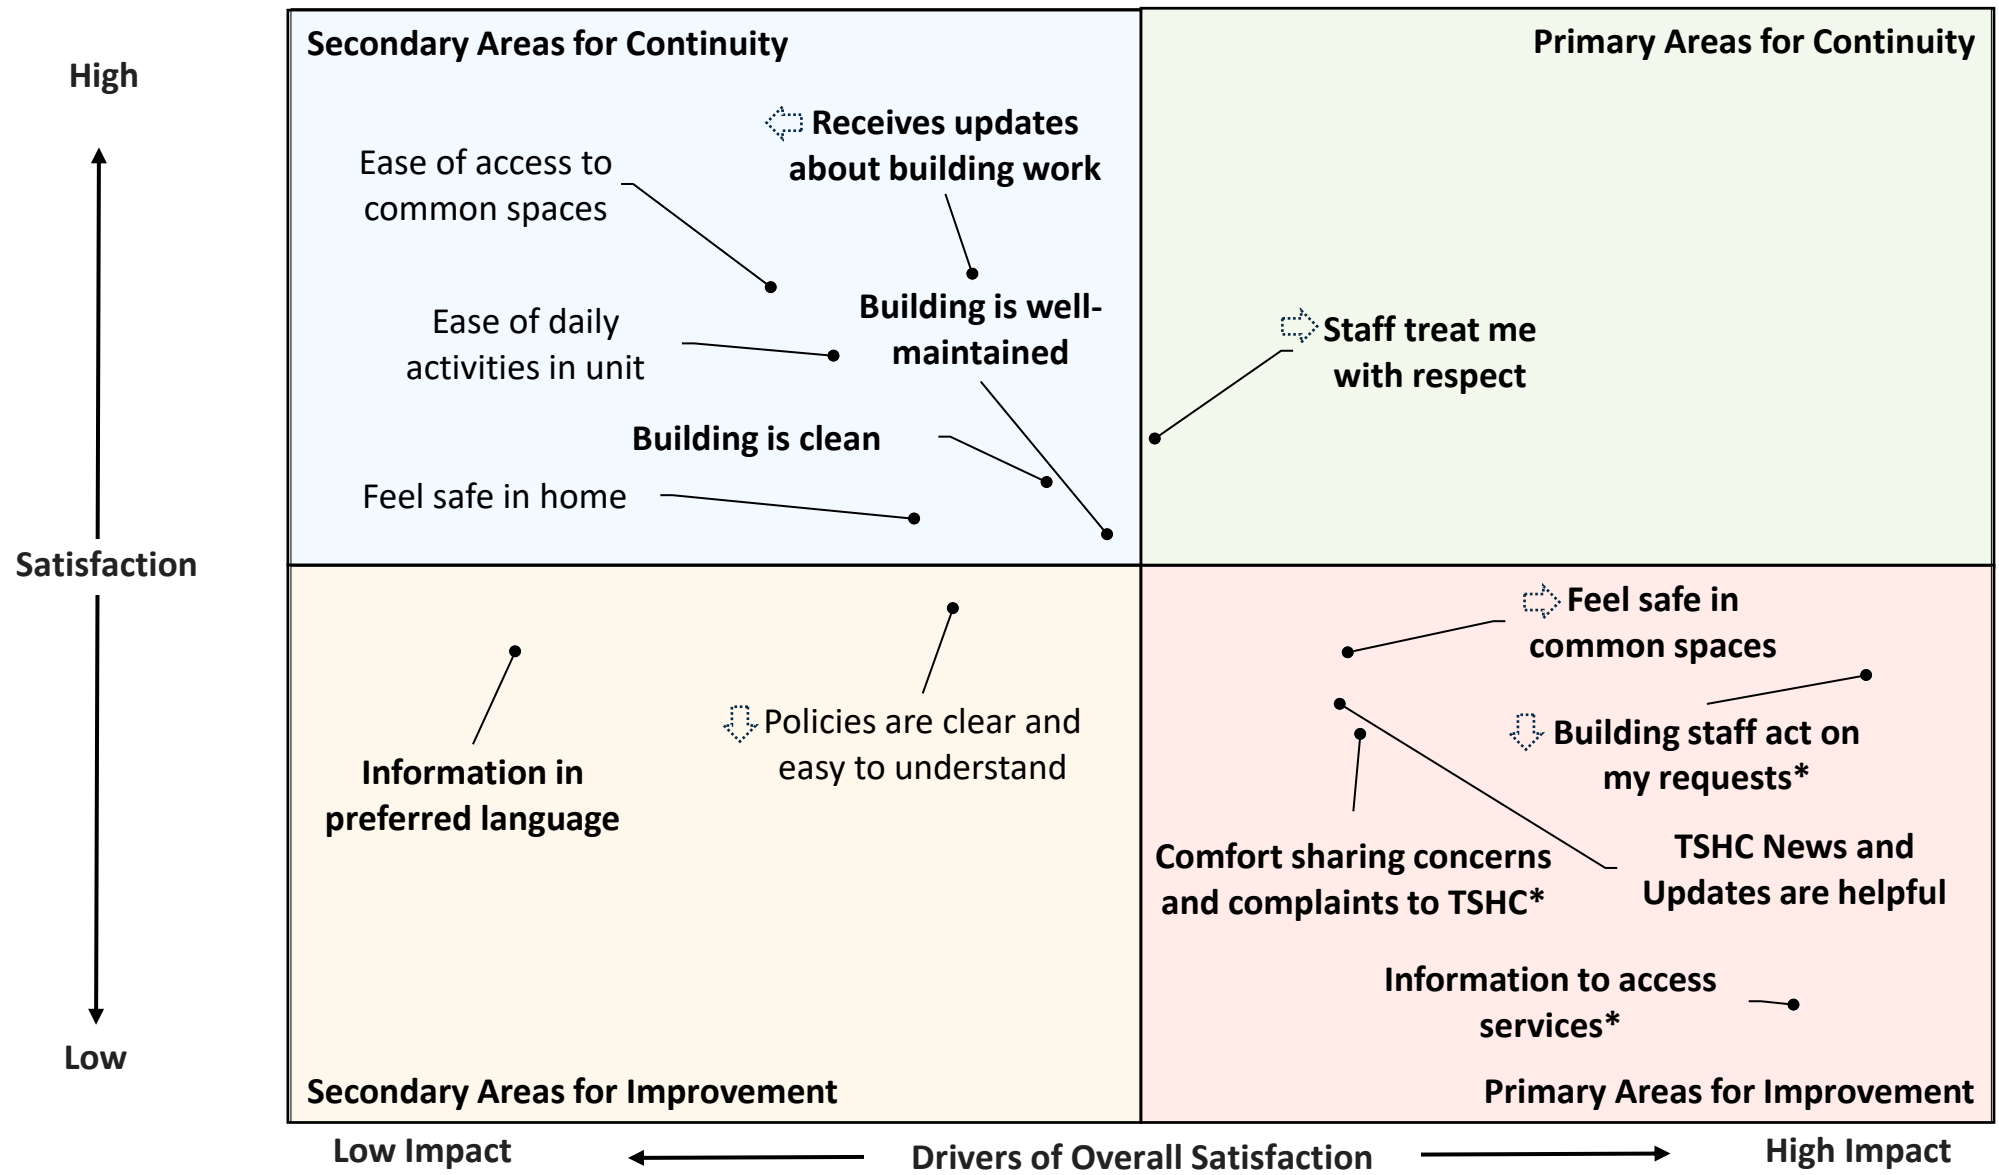 High
Satisfaction
Low
Secondary Areas for Continuity
Receives updates
about building work
Ease of access to
common spaces
Building is well-
maintained
Ease of daily
activities in unit
Building is clean
Feel safe in home
Primary Areas for Continuity
Staff treat me
with respect
Information in
preferred language
Policies are clear and
easy to understand
Secondary Areas for Improvement
Feel safe in
common spaces
Building staff act on
my requests*
Comfort sharing concerns
and complaints to TSHC*
TSHC News and
Updates are helpful
Information to access
services*
Primary Areas for Improvement
Low Impact
Drivers of Overall Satisfaction
High Impact